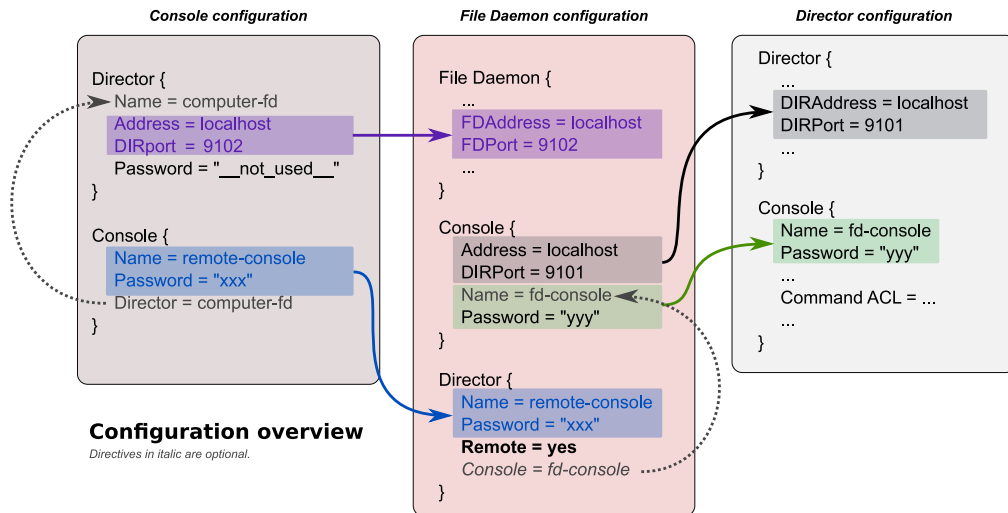 Console configuration
Director {
Name = computer-fd
Address = localhost
DIRport = 9102
Password = "__not_used__"
}
Console {
Name = remote-console
Password = "xxx"
Director = computer-fd
}
Configuration overview
Directives in italic are optional.
File Daemon configuration
File Daemon {
...
FDAddress = localhost
FDPort = 9102
...
}
Console {
Address = localhost
DIRPort = 9101
Name = fd-console
Password = "yyy"
}
Director {
Name = remote-console
Password = "xxx"
Remote = yes
Console = fd-console
}
Director configuration
Director {
...
DIRAddress = localhost
DIRPort = 9101
...
}
Console {
Name = fd-console
Password = "yyy"
...
Command ACL = ...
...
}